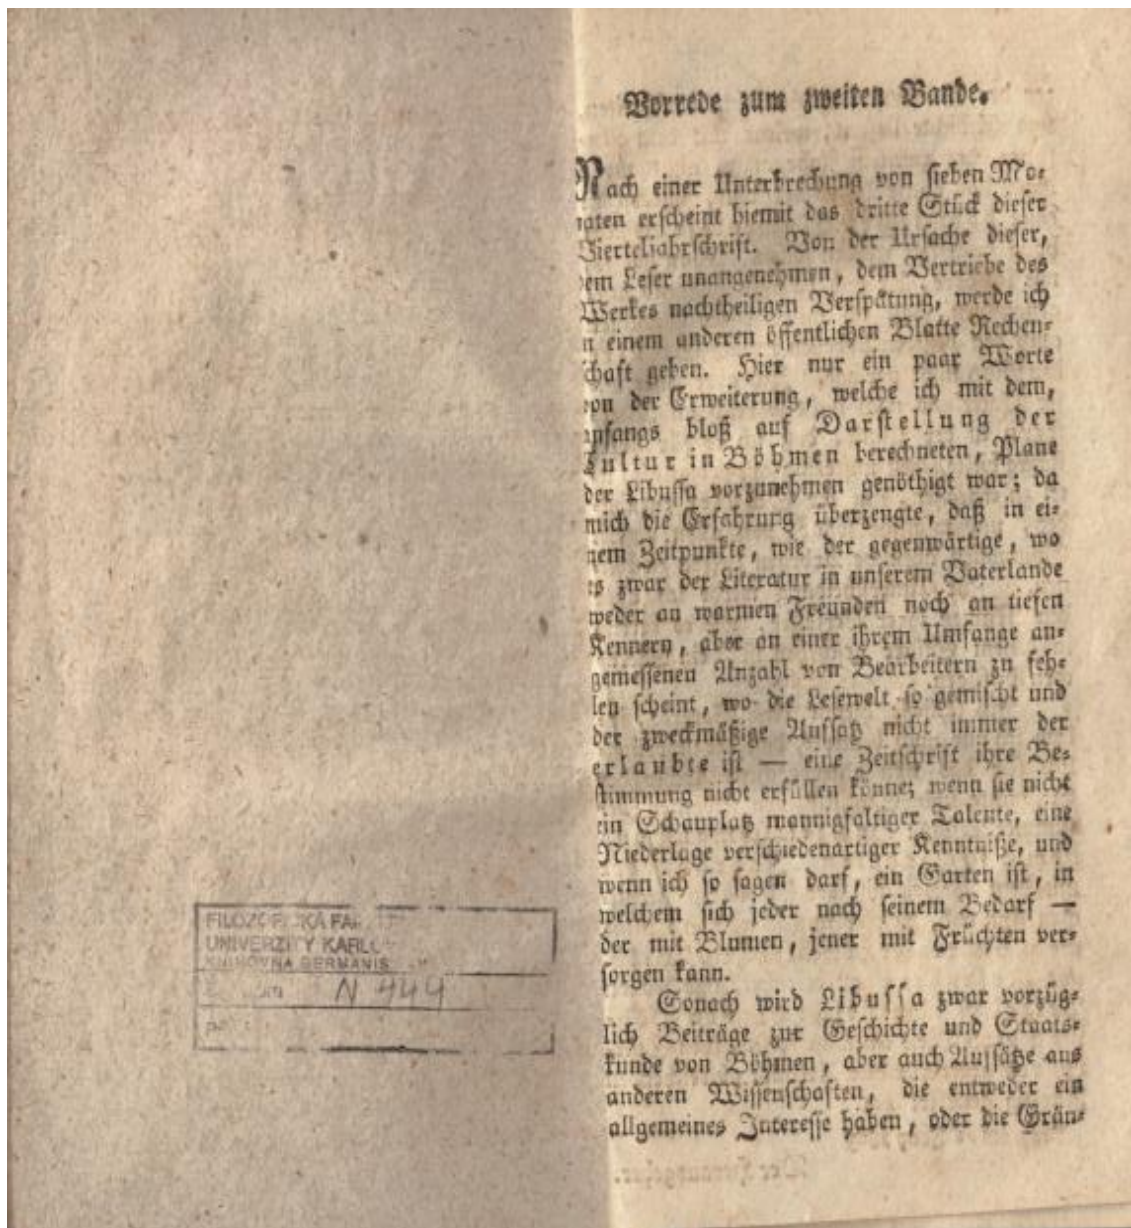 FILOZOFICKÁ FAK
UNIVERZITY KARLO
KNIHOVNA GERMANIS
N 444
Vorrede zum zweiten Bande.
Nach einer Unterbrechung von sieben Mo-
naten erscheint hiemit das dritte Stück dieser
Vierteljahrschrift. Von der Ursache dieser,
dem Leser unangenehmen, dem Vertriebe des
Werkes nachtheiligen Verspätung, werde ich
in einem anderen öffentlichen Blatte Rechen-
schaft geben. Hier nur ein paar Worte
von der Erweiterung, welche ich mit dem,
anfangs bloß auf Darstellung der
Kultur in Böhmen berechneten, Plane
der Libussa vorzunehmen genöthigt war; da
mich die Erfahrung überzeugte, daß in ei-
nem Zeitpunkte, wie der gegenwärtige, wo
es zwar der Literatur in unserem Vaterlande
weder an warmen Freunden noch an tiefen
Kennern, aber an einer ihrem Umfange an-
gemessenen Anzahl von Bearbeitern zu feh-
len scheint, wo die Lesewelt so gemischt und
der zweckmäßige Aufsatz nicht immer der
erlaubte ist — eine Zeitschrift ihre Be-
stimmung nicht erfüllen könne; wenn sie nicht
ein Schauplatz mannigfaltiger Talente, eine
Niederlage verschiedenartiger Kenntniße, und
wenn ich so sagen darf, ein Garten ist, in
welchem sich jeder nach seinem Bedarf —
der mit Blumen, jener mit Früchten ver-
sorgen kann.
Sonach wird Libussa zwar vorzüg-
lich Beiträge zur Geschichte und Staats-
kunde von Böhmen, aber auch Aufsätze aus
anderen Wissenschaften, die entweder ein
allgemeines Interesse haben, oder die Grän-